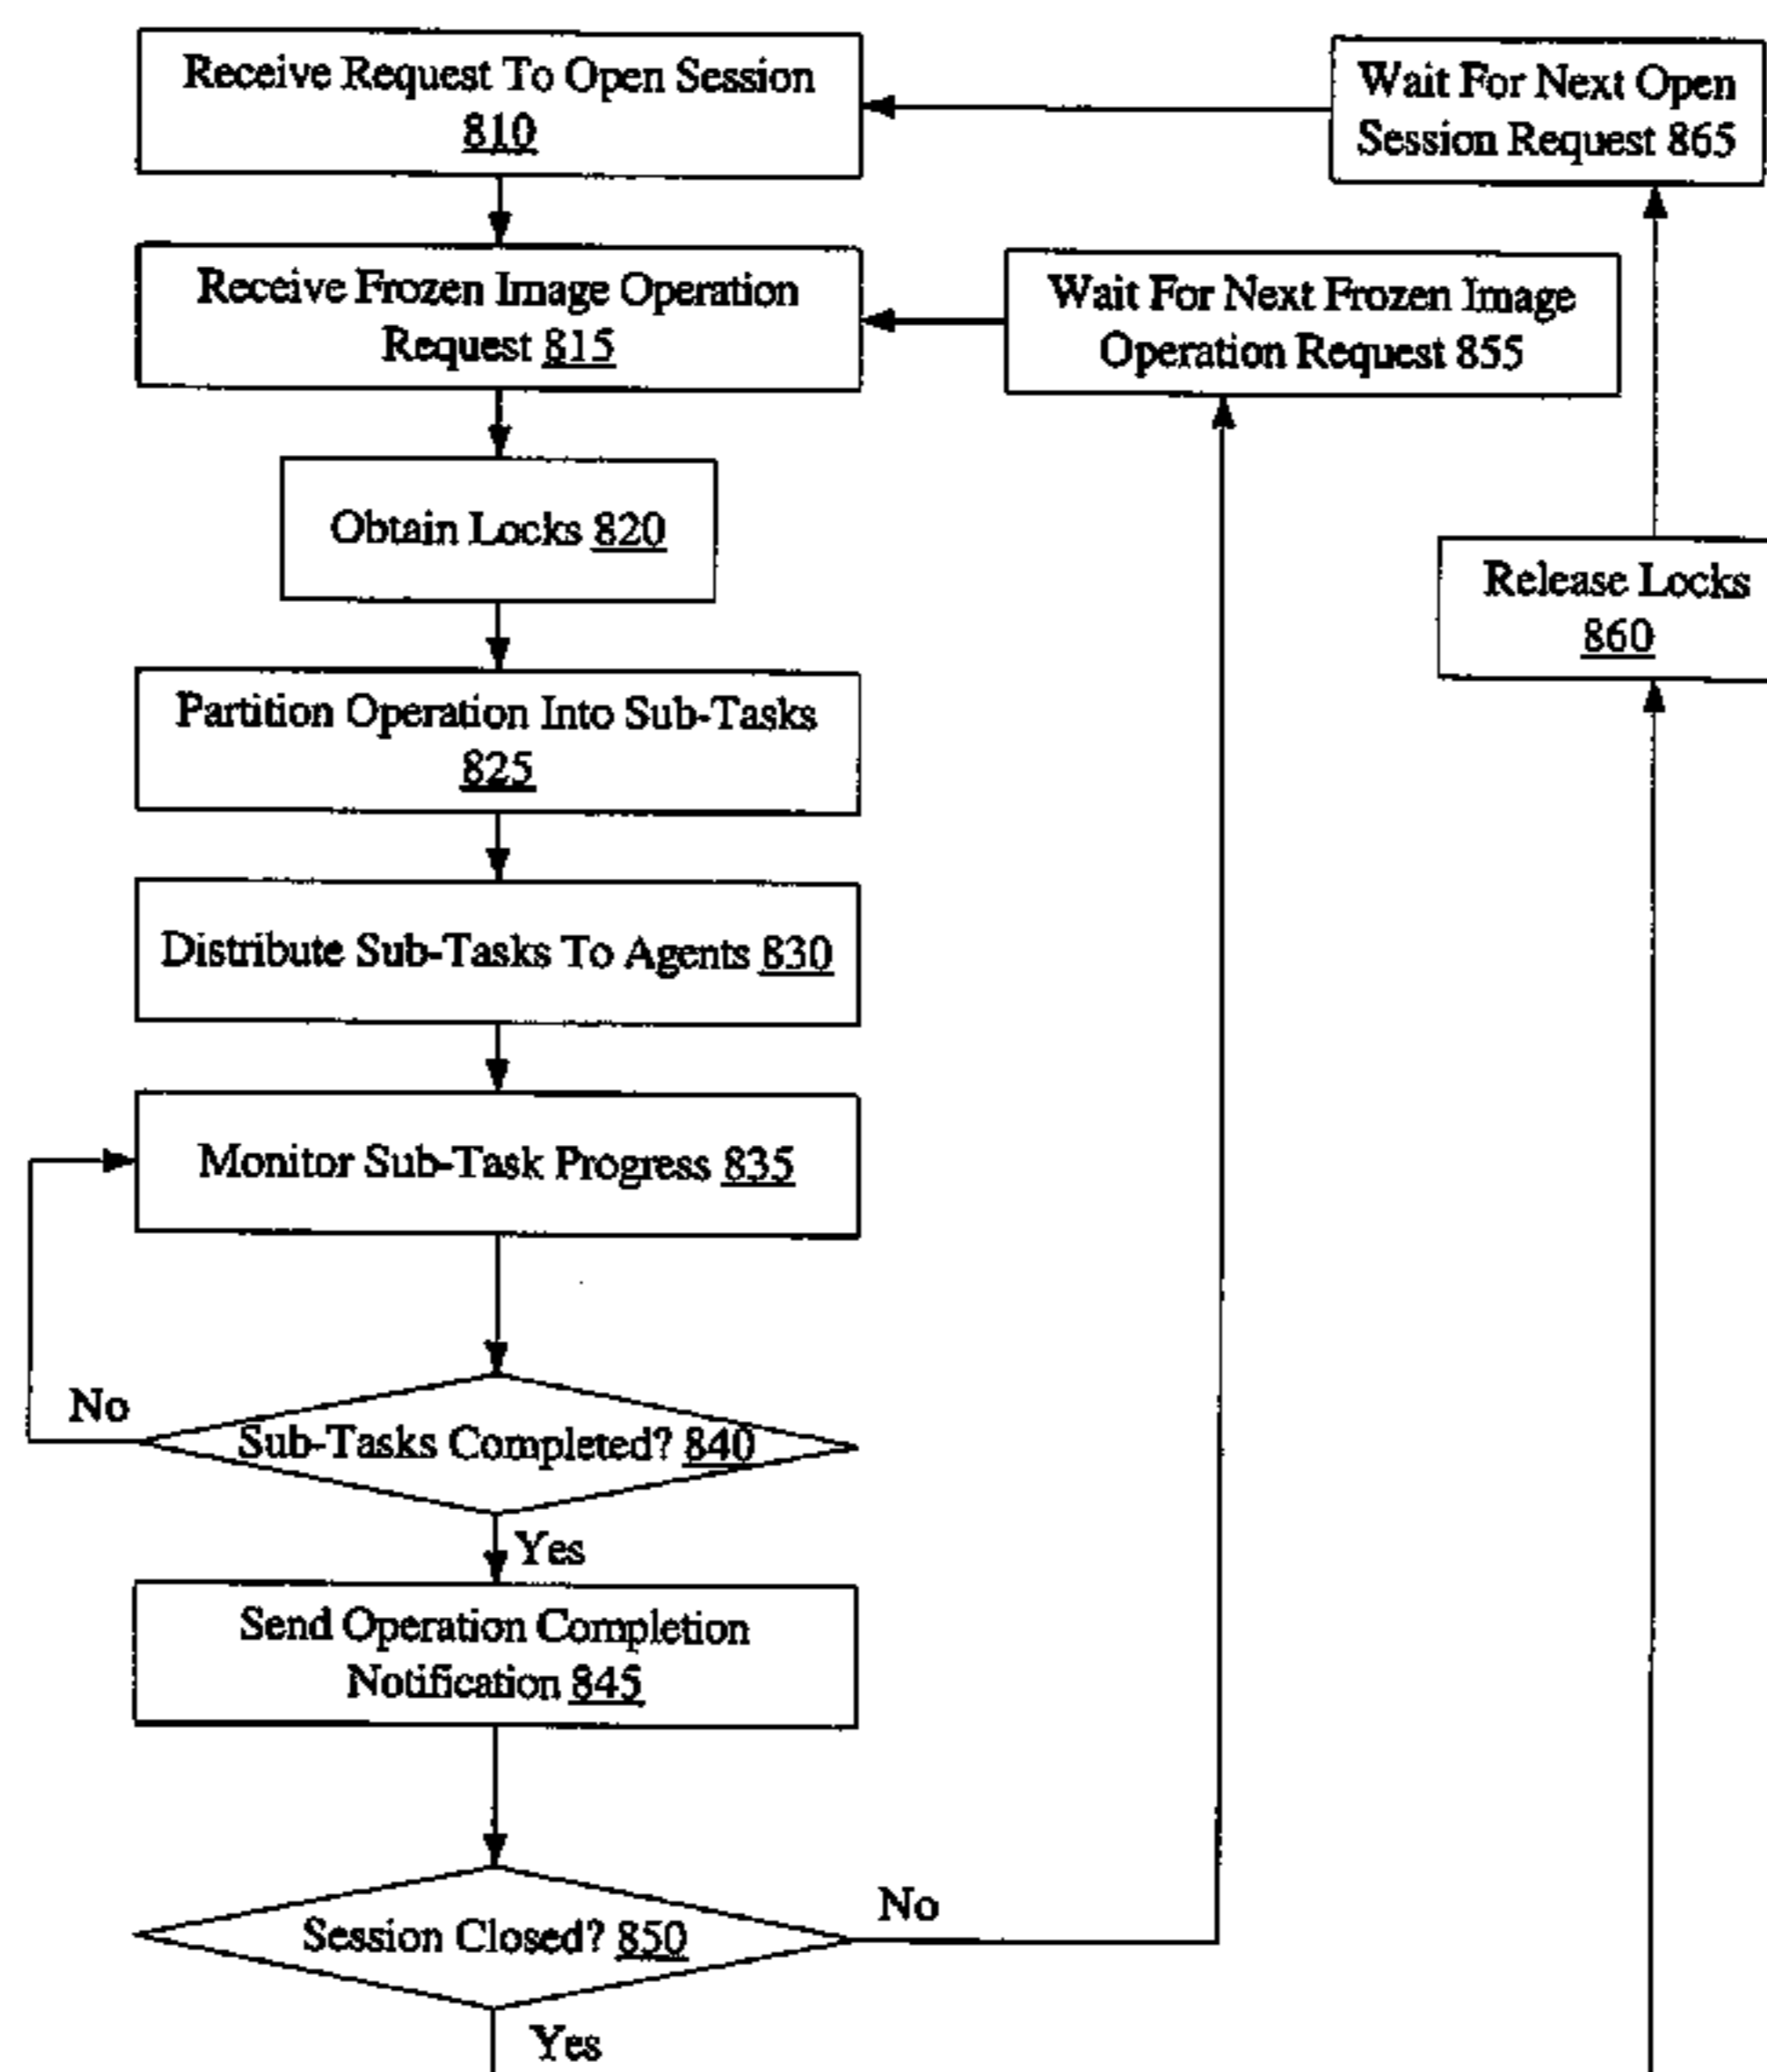 Receive Request To Open Session
810
Wait For Next Open
Session Request 865
Receive Frozen Image Operation
Request 815
Wait For Next Frozen Image
Operation Request 855
Obtain Locks 820
Release Locks
860
Partition Operation Into Sub-Tasks
825
Distribute Sub-Tasks To Agents 830
Monitor Sub-Task Progress 835
No
Sub-Tasks Completed? 840
Yes
Send Operation Completion
Notification 845
No
Session Closed? 850
Yes